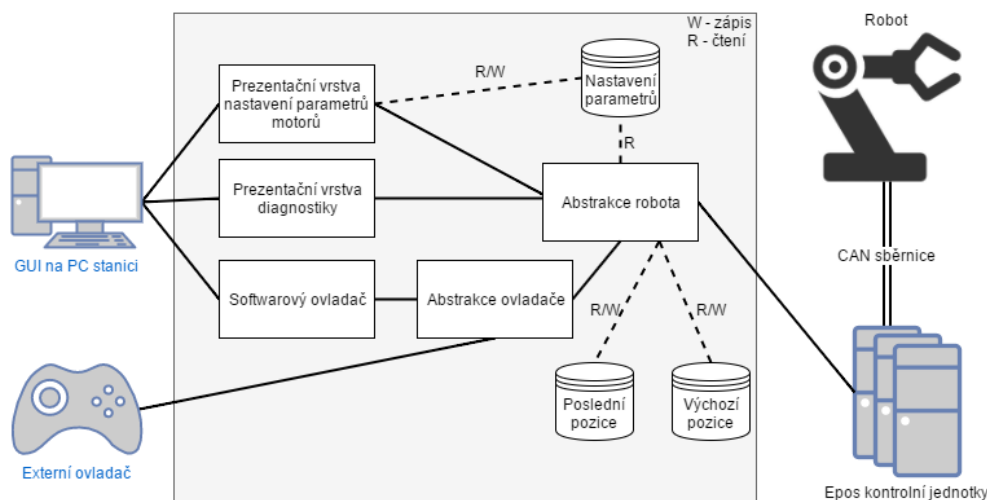 W - zápis
R - čtení
Robot
Prezentační vrstva
nastavení parametrů
motorů
R/W
Nastavení
parametrů
R
Prezentační vrstva
diagnostiky
Abstrakce robota
GUI na PC stanici
CAN sběrnice
Softwarový ovladač
Abstrakce ovladače
R/W
R/W
Poslední
pozice
Výchozí
pozice
Externí ovladač
Epos kontrolní jednotky